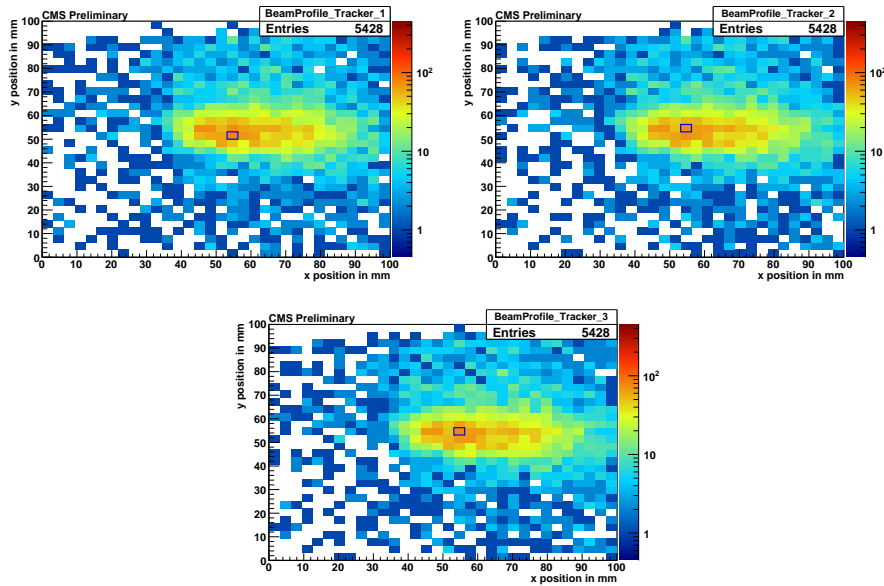 CMS Preliminary
BeamProfile_Tracker_1
Entries 5428
y position in mm
100
90
80
70
60
50
40
30
20
10
0
0 10 20 30 40 50 60 70 80 90 100
x position in mm
10²
10
1
CMS Preliminary
BeamProfile_Tracker_2
Entries 5428
y position in mm
100
90
80
70
60
50
40
30
20
10
0
0 10 20 30 40 50 60 70 80 90 100
x position in mm
10²
10
1
CMS Preliminary
BeamProfile_Tracker_3
Entries 5428
y position in mm
100
90
80
70
60
50
40
30
20
10
0
0 10 20 30 40 50 60 70 80 90 100
x position in mm
10²
10
1